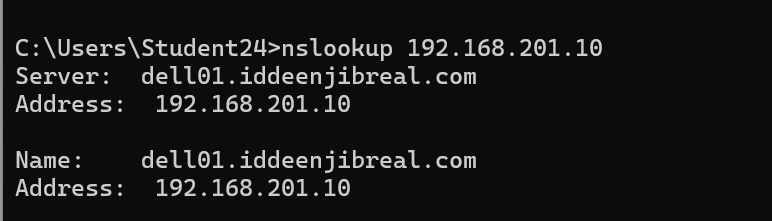 C:\Users\Student24>nslookup 192.168.201.10
Server:  dell01.iddeenjibreal.com
Address:  192.168.201.10
Name:    dell01.iddeenjibreal.com
Address:  192.168.201.10